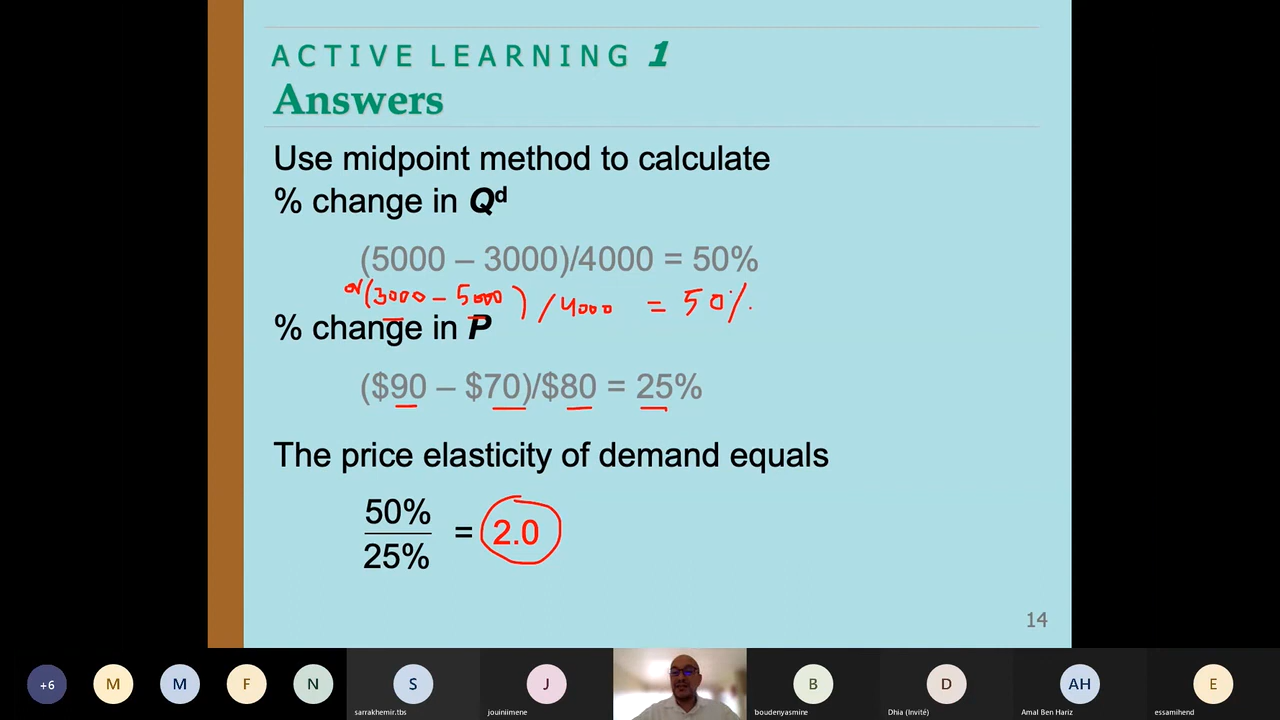 ACTIVE LEARNING 1
Answers
Use midpoint method to calculate
% change in Qd
(5000 – 3000)/4000 = 50%
or (3000 – 5000) / 4000 = 50%
% change in P
($90 – $70)/$80 = 25%
The price elasticity of demand equals
50%
25%
= 2.0
14
+6
M
M
F
N
S
J
B
D
AH
E
sarrakhemir.tbs
jouiniimene
boudenyasmine
Dhia (Invité)
Amal Ben Hariz
essamihend